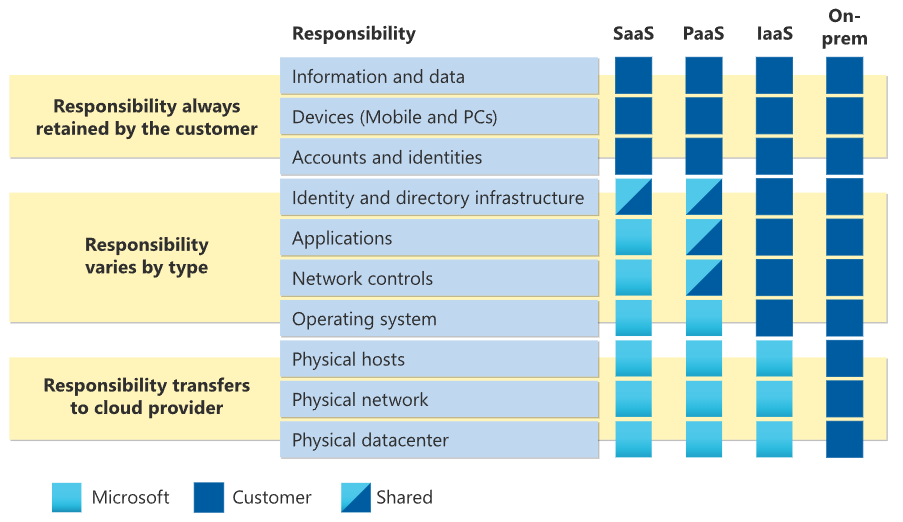 Responsibility SaaS PaaS IaaS On-
prem
Responsibility always
retained by the customer
Information and data
Devices (Mobile and PCs)
Accounts and identities
Responsibility
varies by type
Identity and directory infrastructure
Applications
Network controls
Operating system
Responsibility transfers
to cloud provider
Physical hosts
Physical network
Physical datacenter
Microsoft Customer Shared